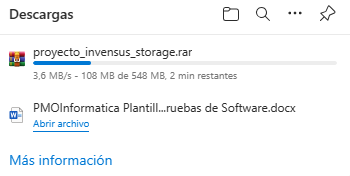 Descargas
proyecto_invensus_storage.rar
3,6 MB/s - 108 MB de 548 MB, 2 min restantes
PMOInformatica Plantill...ruebas de Software.docx
Abrir archivo
Más información